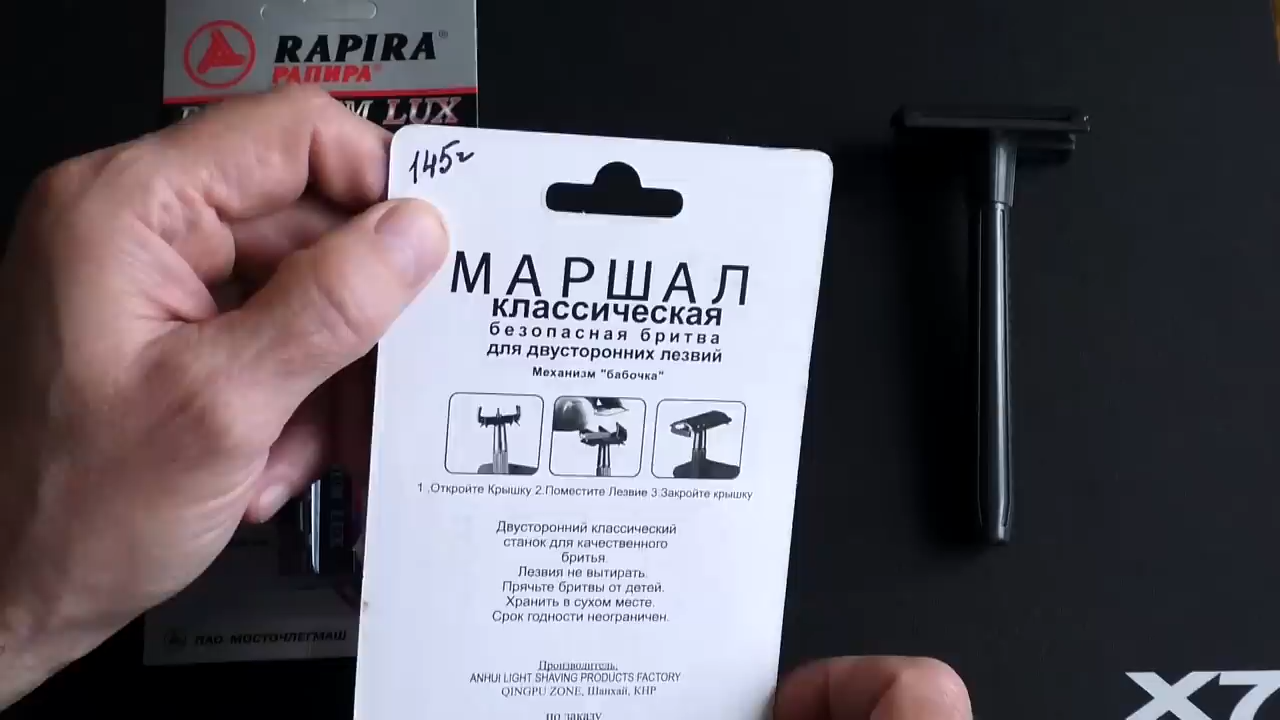 RAPIRA®
РАПИРА®
LUX
145
МАРШАЛ
классическая
безопасная бритва
для двусторонних лезвий
Механизм "бабочка"
1 .Откройте Крышку 2.Поместите Лезвие 3.Закройте крышку
Двусторонний классический
станок для качественного
бритья.
Лезвия не вытирать.
Прячьте бритвы от детей.
Хранить в сухом месте.
Срок годности неограничен.
Производитель.
ANHUI LIGHT SHAVING PRODUCTS FACTORY
QINGPU ZONE, Шанхай, КНР
по заказу
ПАО МОСТОЧЛЕГМАШ
X7